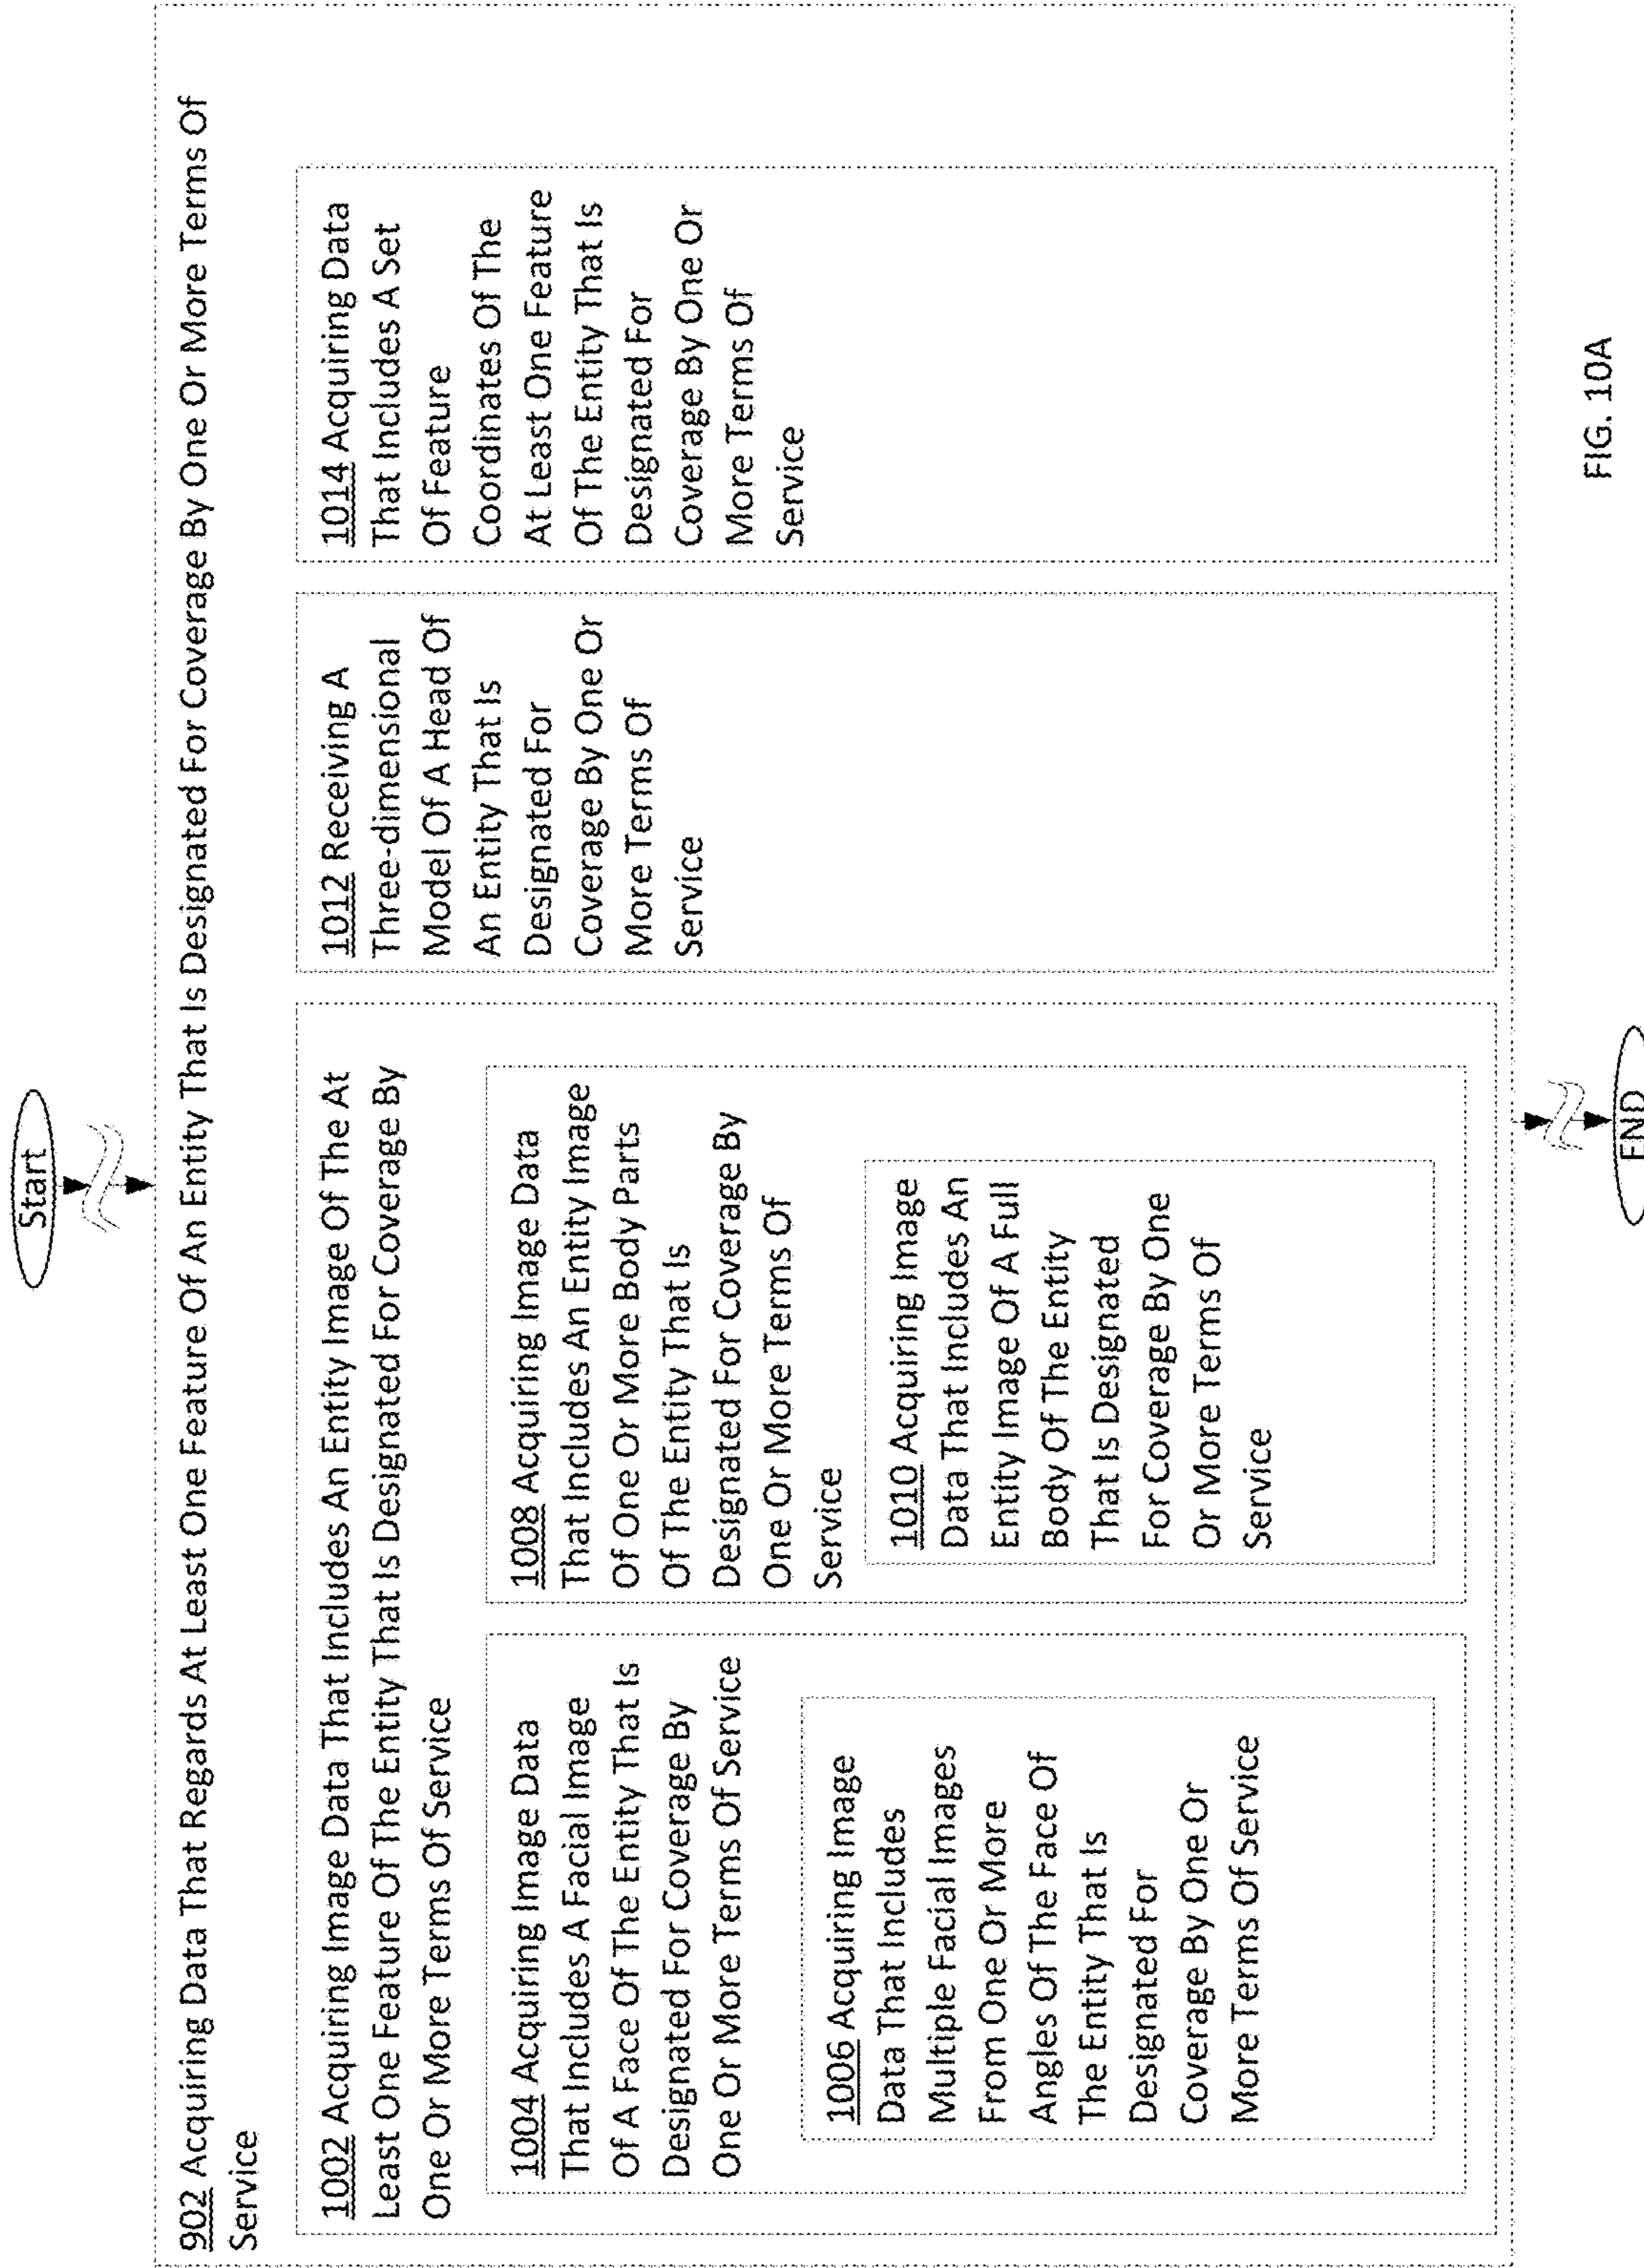 Start
902 Acquiring Data That Regards At Least One Feature Of An Entity That Is Designated For Coverage By One Or More Terms Of
Service
1002 Acquiring Image Data That Includes An Entity Image Of The At
Least One Feature Of The Entity That Is Designated For Coverage By
One Or More Terms Of Service
1004 Acquiring Image Data
That Includes A Facial Image
Of A Face Of The Entity That Is
Designated For Coverage By
One Or More Terms Of Service
1006 Acquiring Image
Data That Includes
Multiple Facial Images
From One Or More
Angles Of The Face Of
The Entity That Is
Designated For
Coverage By One Or
More Terms Of Service
1008 Acquiring Image Data
That Includes An Entity Image
Of One Or More Body Parts
Of The Entity That Is
Designated For Coverage By
One Or More Terms Of
Service
1010 Acquiring Image
Data That Includes An
Entity Image Of A Full
Body Of The Entity
That Is Designated
For Coverage By One
Or More Terms Of
Service
1012 Receiving A
Three-dimensional
Model Of A Head Of
An Entity That Is
Designated For
Coverage By One Or
More Terms Of
Service
1014 Acquiring Data
That Includes A Set
Of Feature
Coordinates Of The
At Least One Feature
Of The Entity That Is
Designated For
Coverage By One Or
More Terms Of
Service
END
FIG. 10A